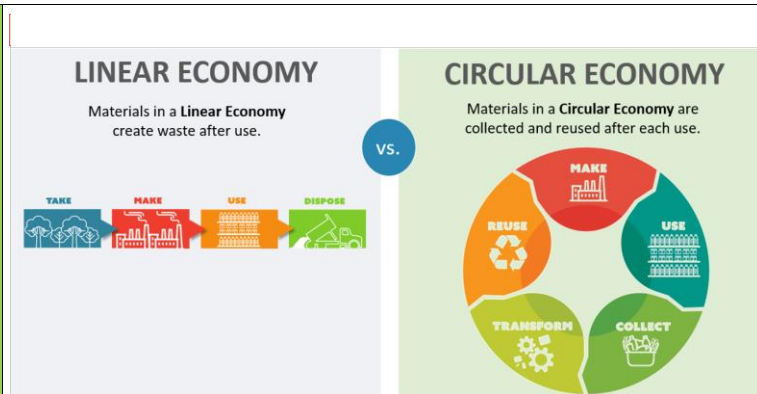 LINEAR ECONOMY
Materials in a Linear Economy
create waste after use.
TAKE
MAKE
USE
DISPOSE
vs.
CIRCULAR ECONOMY
Materials in a Circular Economy are
collected and reused after each use.
MAKE
USE
COLLECT
TRANSFORM
REUSE